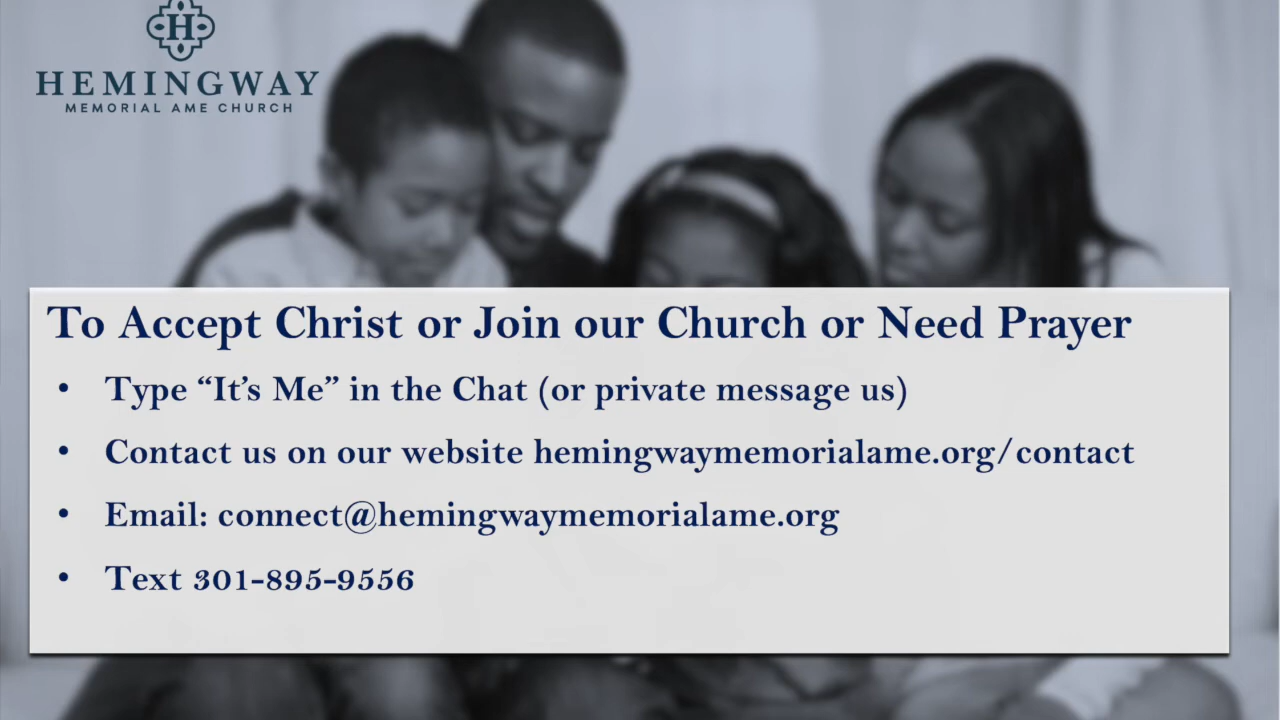 H
HEMINGWAY
MEMORIAL AME CHURCH
To Accept Christ or Join our Church or Need Prayer
• Type “It’s Me” in the Chat (or private message us)
• Contact us on our website hemingwaymemorialame.org/contact
• Email: connect@hemingwaymemorialame.org
• Text 301-895-9556